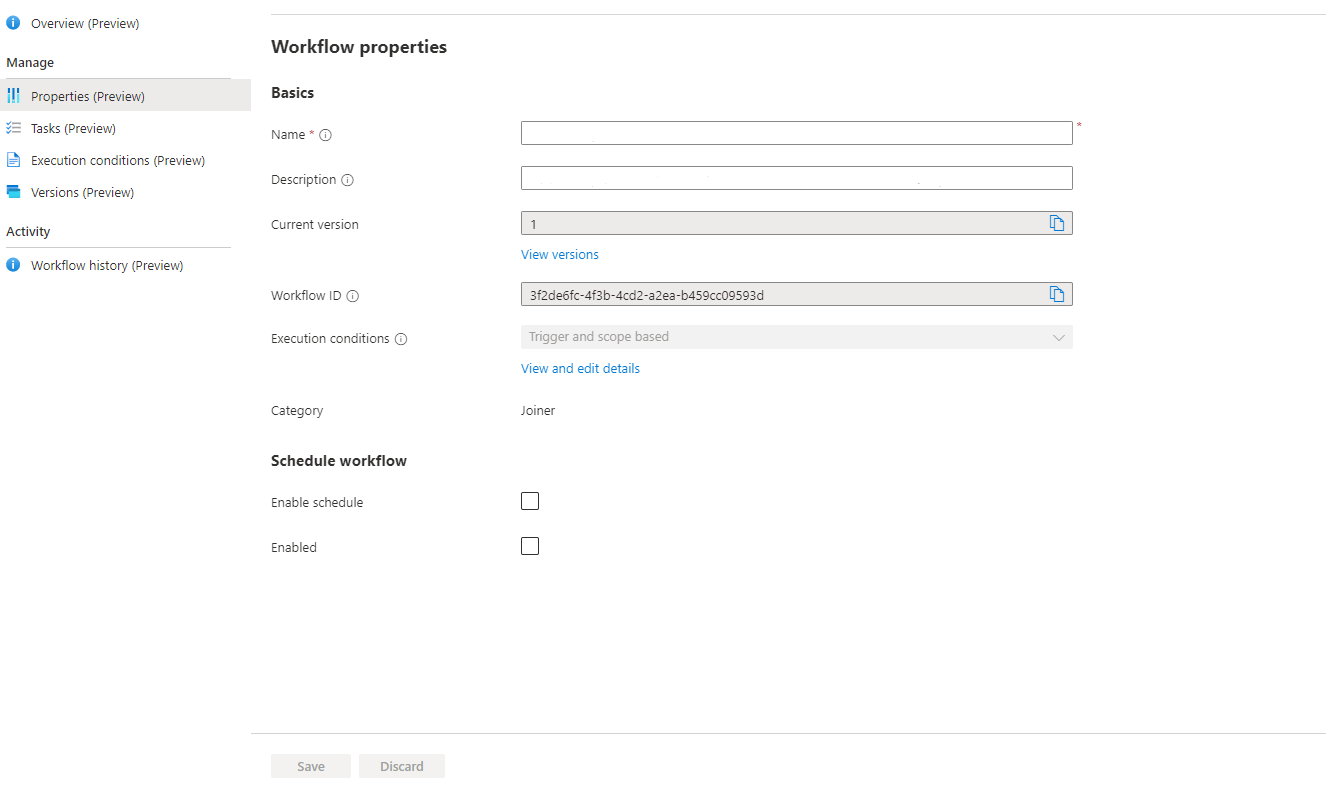 Overview (Preview)
Manage
Properties (Preview)
Tasks (Preview)
Execution conditions (Preview)
Versions (Preview)
Activity
Workflow history (Preview)
Workflow properties
Basics
Name *
*
Description
Current version
1
View versions
Workflow ID
3f2de6fc-4f3b-4cd2-a2ea-b459cc09593d
Execution conditions
Trigger and scope based
View and edit details
Category
Joiner
Schedule workflow
Enable schedule
Enabled
Save
Discard